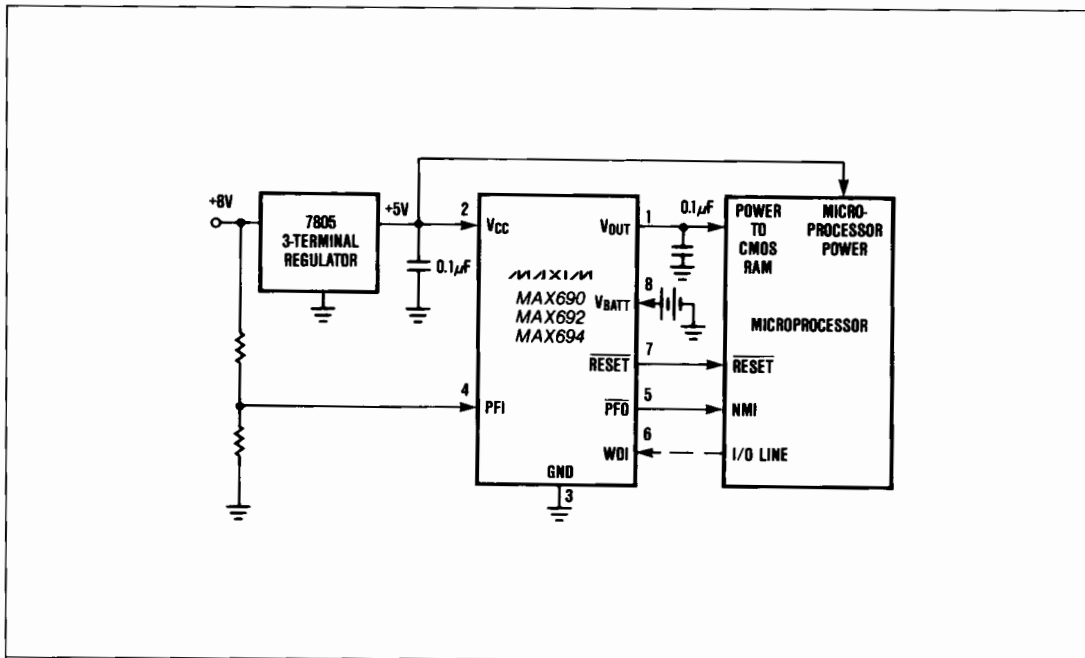 +8V
7805
3-TERMINAL
REGULATOR
+5V
0.1µF
2
VCC
MAXIM
MAX690
MAX692
MAX694
4
PFI
GND
3
VOUT
1
0.1µF
8
VBATT
7
RESET
5
PFO
6
WDI
POWER
TO
CMOS
RAM
MICRO-
PROCESSOR
POWER
MICROPROCESSOR
RESET
NMI
I/O LINE